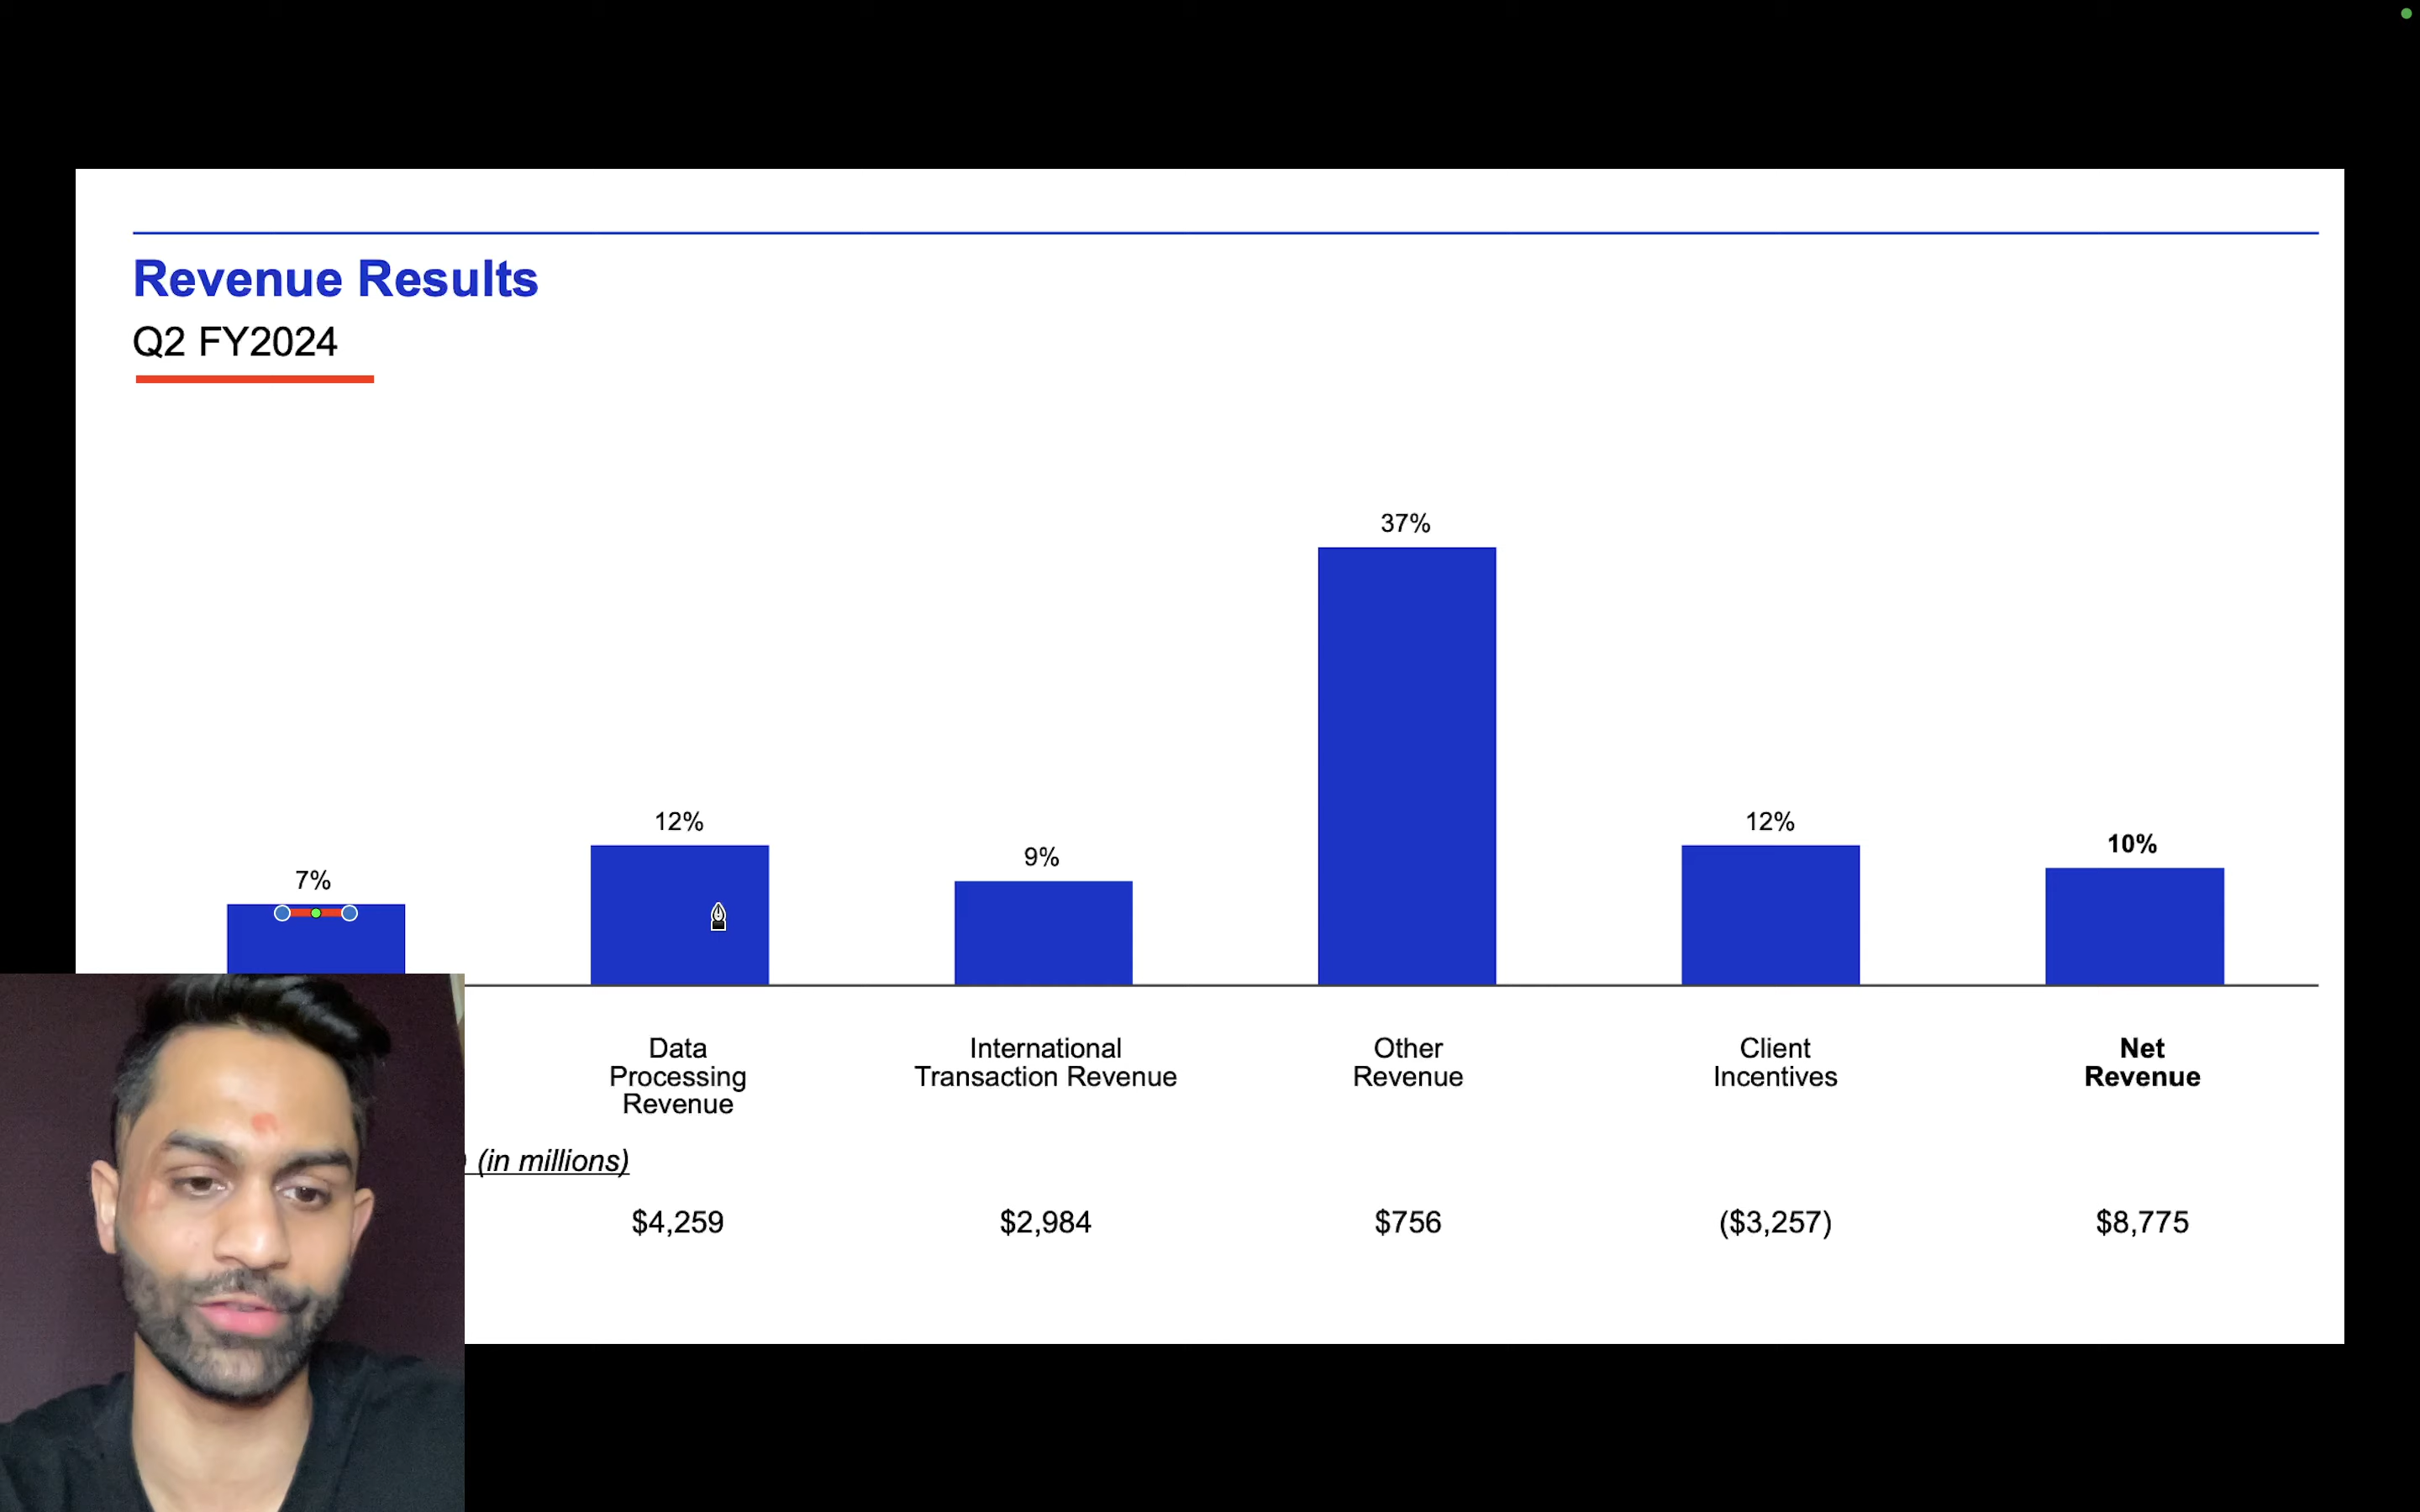 Revenue Results
Q2 FY2024
37%
12%
12%
10%
9%
7%
Data
Processing
Revenue
International
Transaction Revenue
Other
Revenue
Client
Incentives
Net
Revenue
(in millions)
$4,259
$2,984
$756
($3,257)
$8,775